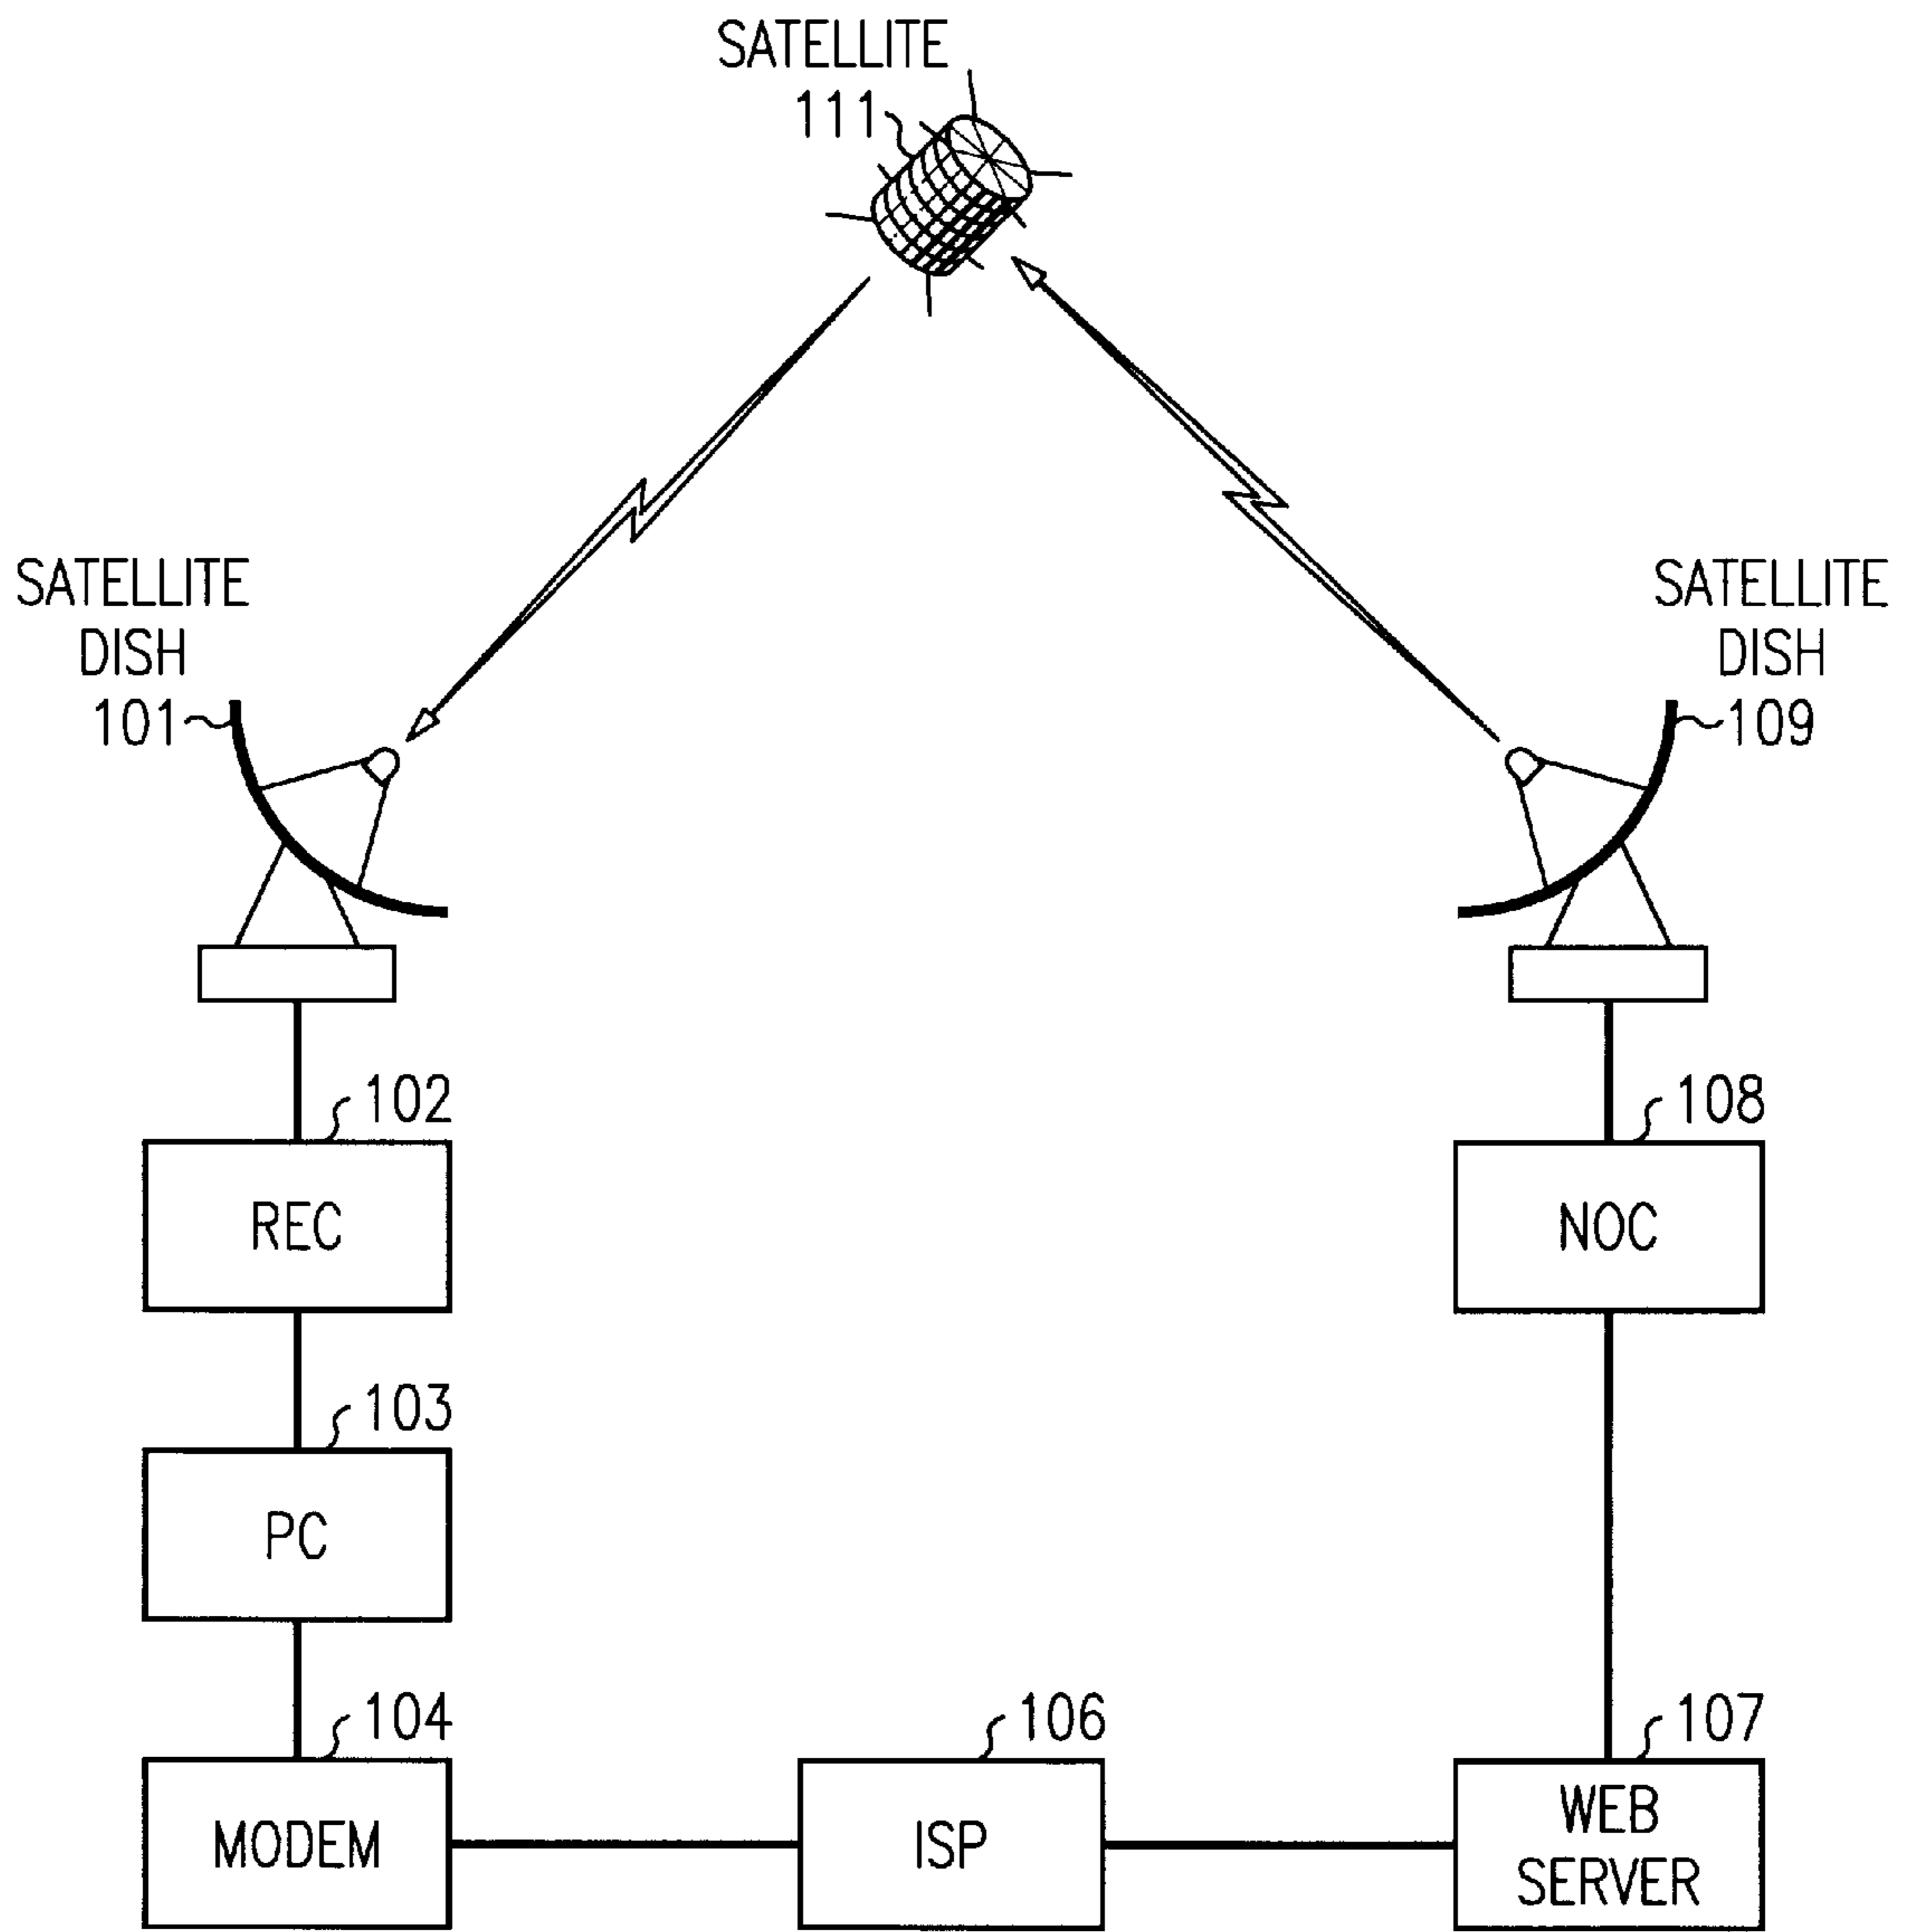 SATELLITE
111
SATELLITE
DISH
101
SATELLITE
DISH
109
102
REC
108
NOC
103
PC
104
MODEM
106
ISP
107
WEB
SERVER